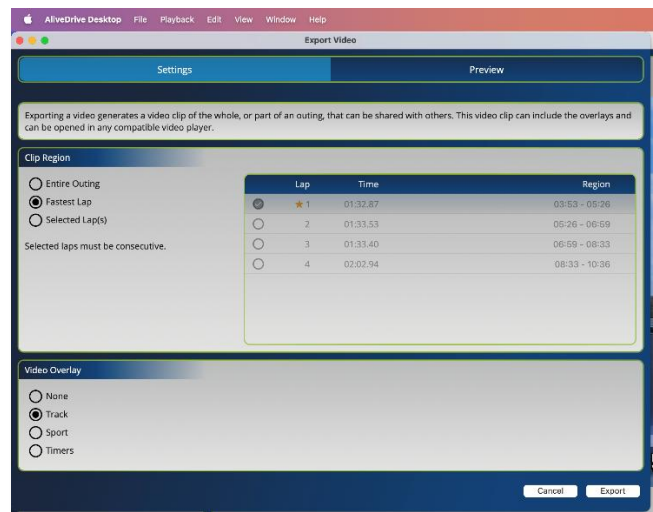 AliveDrive Desktop File Playback Edit View Window Help
Export Video
Settings Preview
Exporting a video generates a video clip of the whole, or part of an outing, that can be shared with others. This video clip can include the overlays and
can be opened in any compatible video player.
Clip Region
Entire Outing
Fastest Lap
Selected Lap(s)
Selected laps must be consecutive.
Lap Time Region
1 01:32.87 03:53 - 05:26
2 01:33.53 05:26 - 06:59
3 01:33.40 06:59 - 08:33
4 02:02.94 08:33 - 10:36
Video Overlay
None
Track
Sport
Timers
Cancel Export